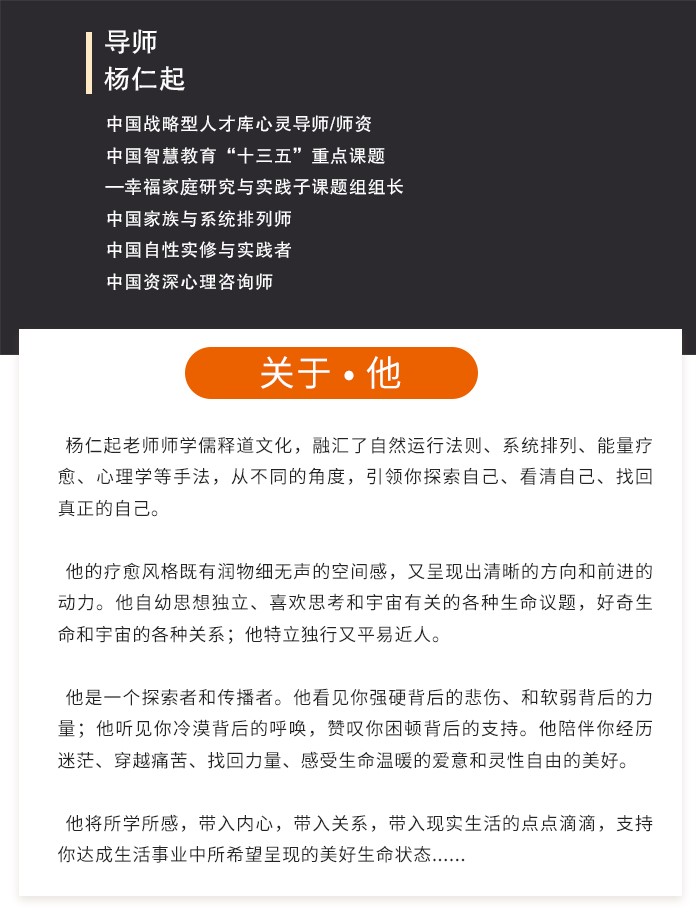 导师
杨仁起
中国战略型人才库心灵导师/师资
中国智慧教育“十三五”重点课题
—幸福家庭研究与实践子课题组组长
中国家族与系统排列师
中国自性实修与实践者
中国资深心理咨询师
关于•他
杨仁起老师师学儒释道文化，融汇了自然运行法则、系统排列、能量疗
愈、心理学等手法，从不同的角度，引领你探索自己、看清自己、找回
真正的自己。
他的疗愈风格既有润物细无声的空间感，又呈现出清晰的方向和前进的
动力。他自幼思想独立、喜欢思考和宇宙有关的各种生命议题，好奇生
命和宇宙的各种关系；他特立独行又平易近人。
他是一个探索者和传播者。他看见你强硬背后的悲伤、和软弱背后的力
量；他听见你冷漠背后的呼唤，赞叹你困顿背后的支持。他陪伴你经历
迷茫、穿越痛苦、找回力量、感受生命温暖的爱意和灵性自由的美好。
他将所学所感，带入内心，带入关系，带入现实生活的点点滴滴，支持
你达成生活事业中所希望呈现的美好生命状态......